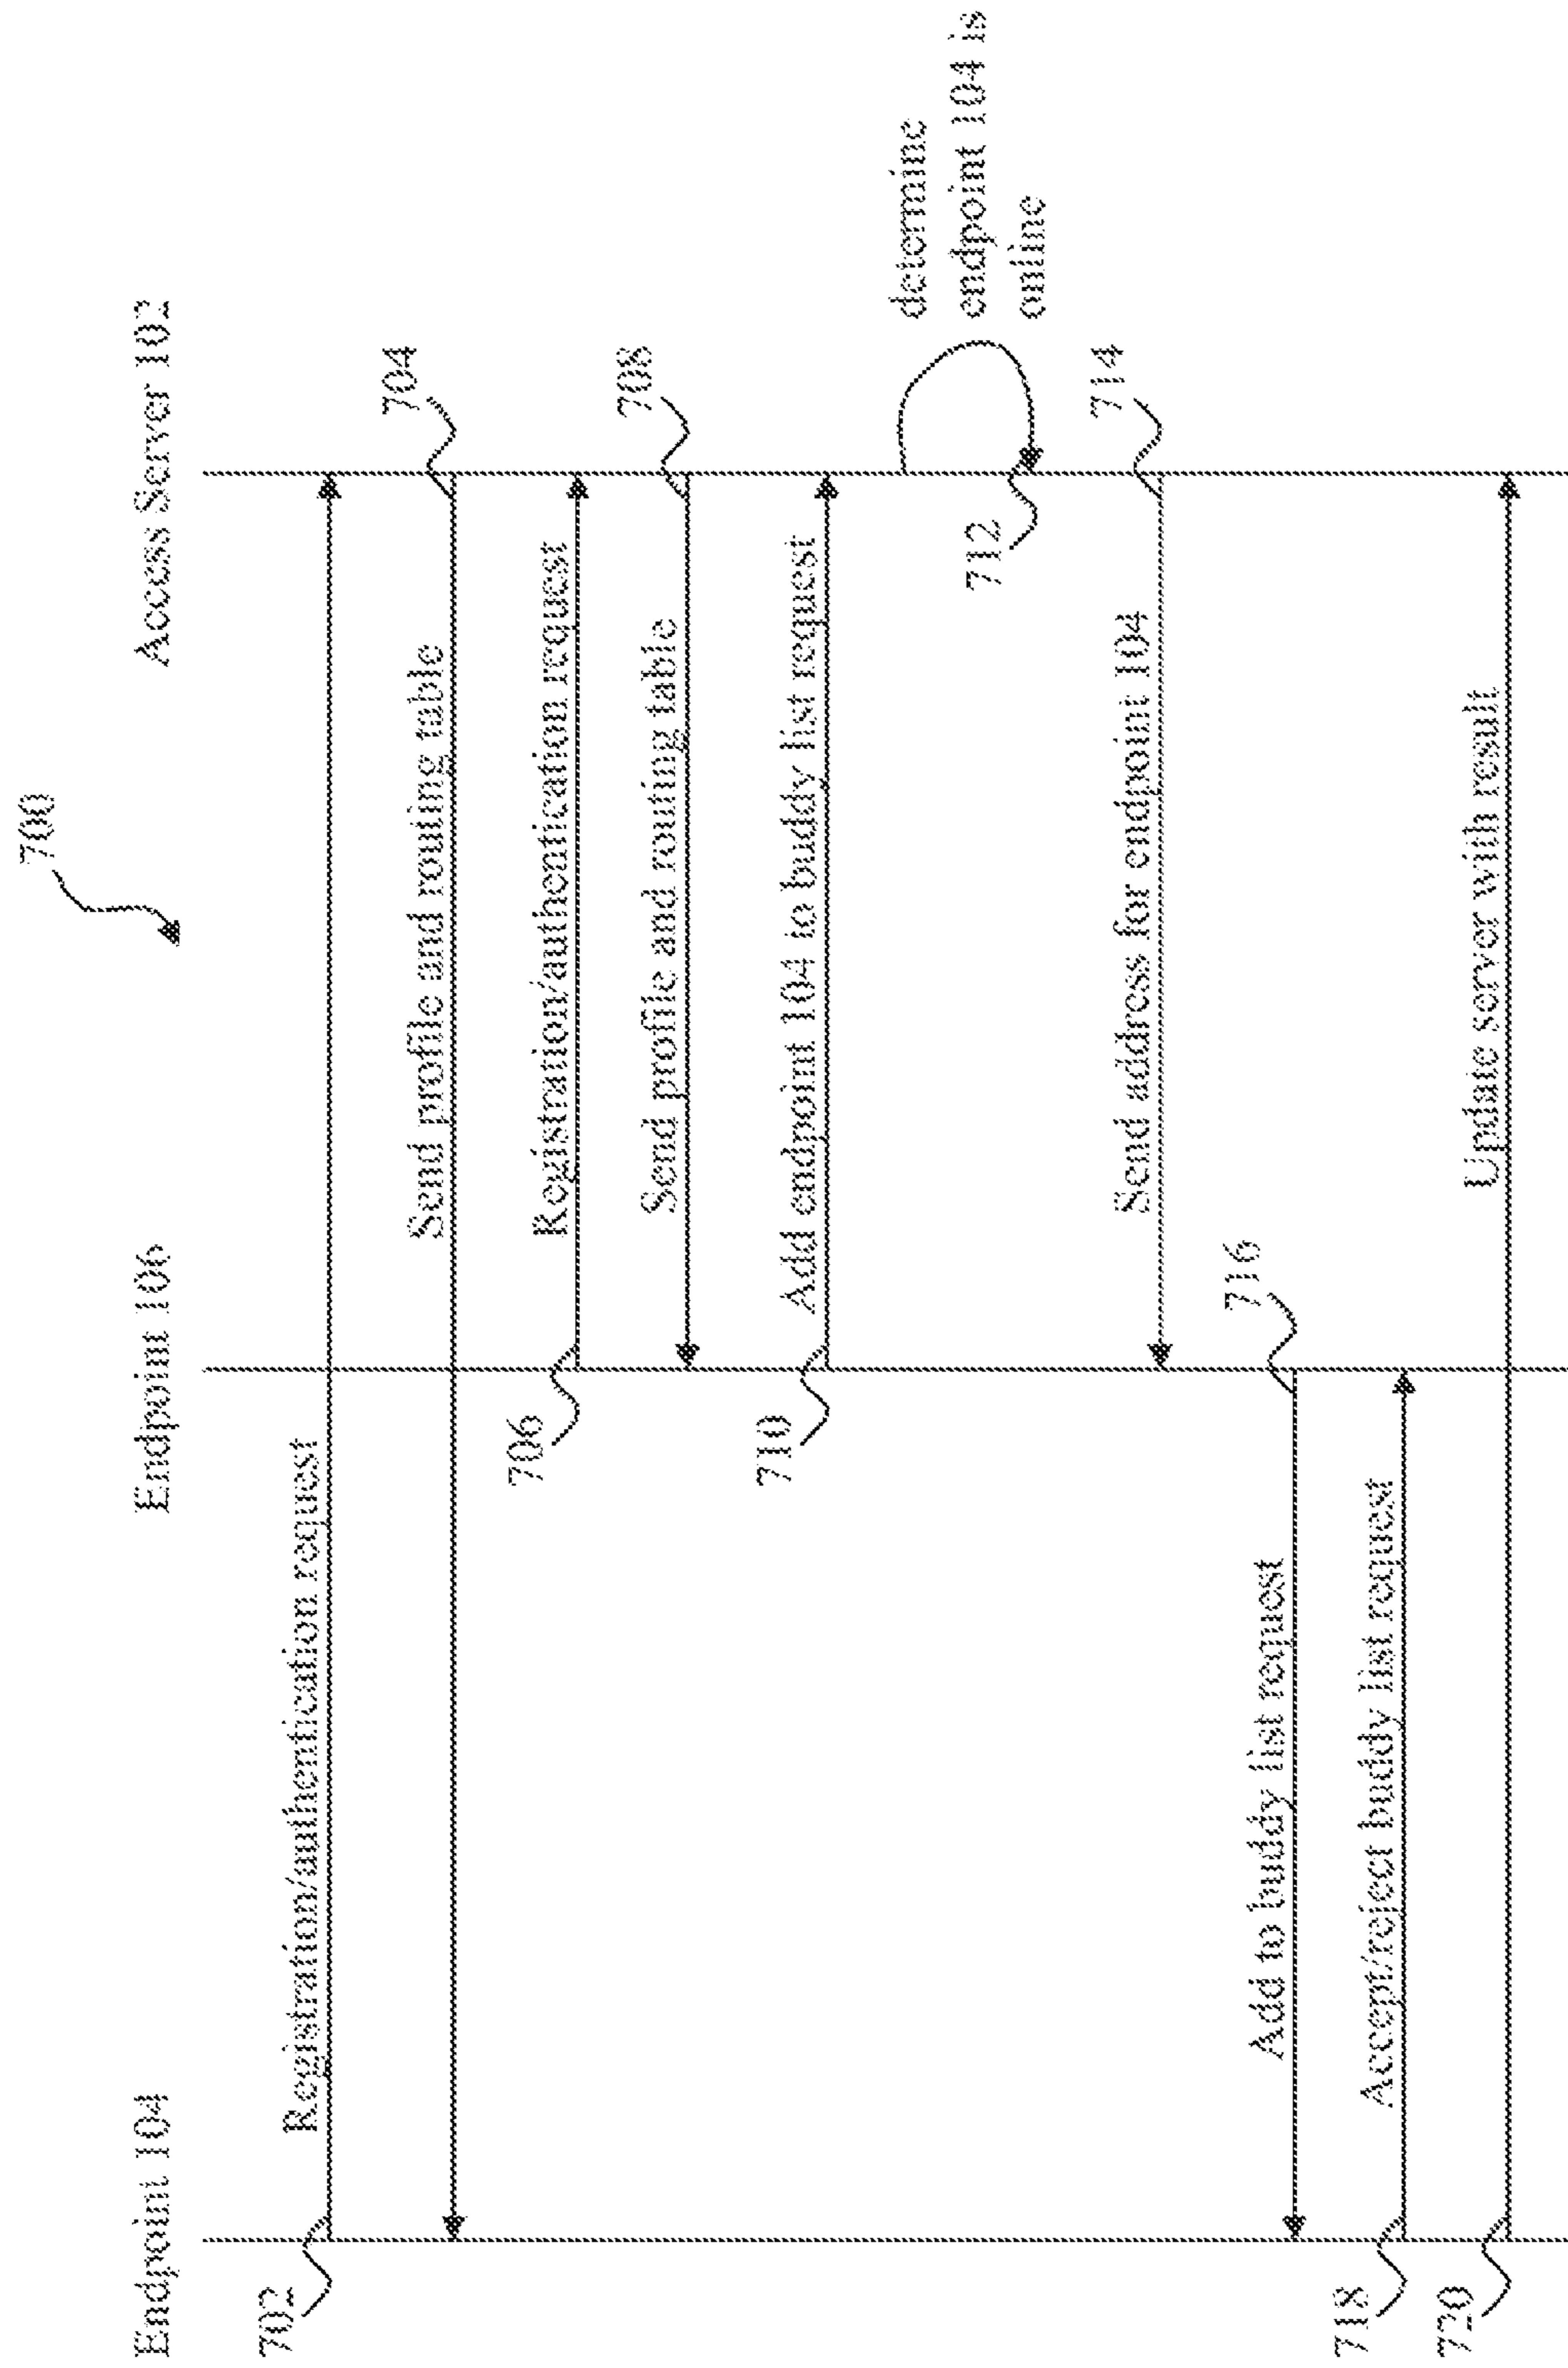 700
Endpoint 104
Endpoint 106
Access Server 102
702
Registration/authentication request
704
Send profile and routing table
706
Registration/authentication request
708
Send profile and routing table
710
Add endpoint 104 to buddy list request
determine
endpoint 104 is
online
712
714
Send address for endpoint 104
716
Add to buddy list request
718
Accept/reject buddy list request
720
Update server with result